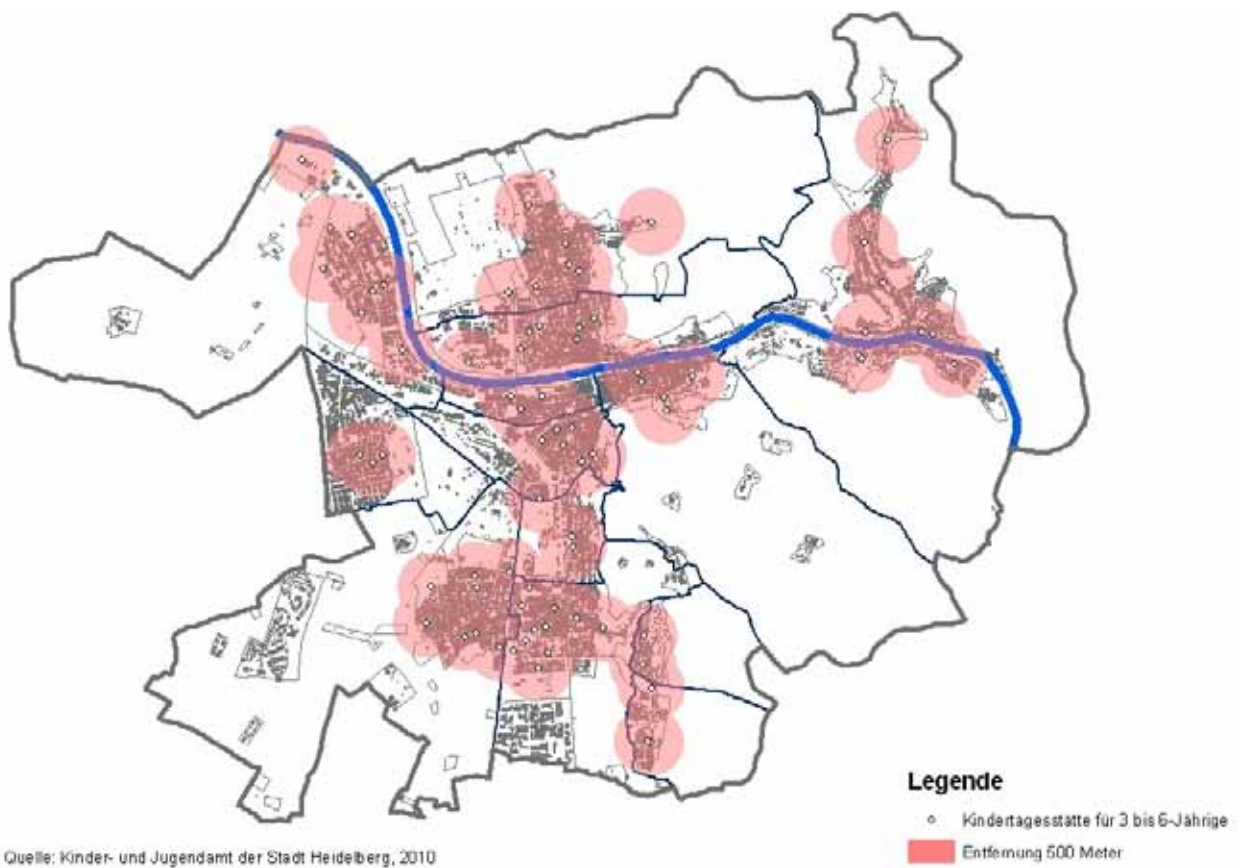 Legende
Kindertagesstätte für 3 bis 6-Jährige
Entfernung 500 Meter
Quelle: Kinder- und Jugendamt der Stadt Heidelberg, 2010